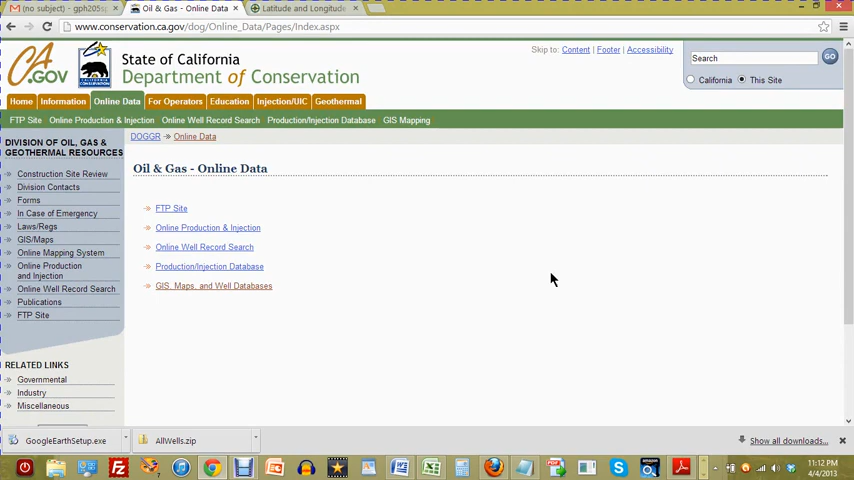 (no subject) - gph205@
Oil & Gas - Online Data
Latitude and Longitude
www.conservation.ca.gov/dog/Online_Data/Pages/Index.aspx
Skip to: Content | Footer | Accessibility
CA.GOV
State of California
Department of Conservation
Search
GO
California
This Site
Home
Information
Online Data
For Operators
Education
Injection/UIC
Geothermal
FTP Site
Online Production & Injection
Online Well Record Search
Production/Injection Database
GIS Mapping
DIVISION OF OIL, GAS &
GEOTHERMAL RESOURCES
Construction Site Review
Division Contacts
Forms
In Case of Emergency
Laws/Regs
GIS/Maps
Online Mapping System
Online Production
and Injection
Online Well Record Search
Publications
FTP Site
RELATED LINKS
Governmental
Industry
Miscellaneous
DOGGR
Online Data
Oil & Gas - Online Data
FTP Site
Online Production & Injection
Online Well Record Search
Production/Injection Database
GIS, Maps, and Well Databases
GoogleEarthSetup.exe
AllWells.zip
Show all downloads...
11:12 PM
4/4/2013